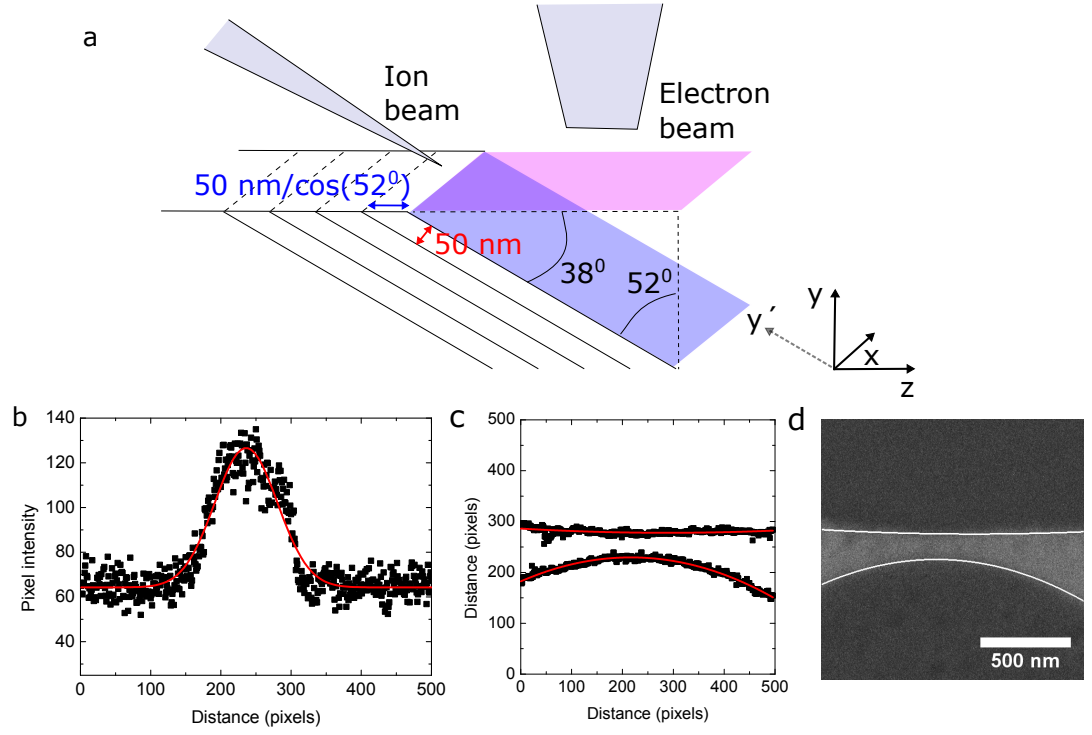 a
Ion
beam
Electron
beam
50 nm/cos(52⁰)
50 nm
38⁰
52⁰
y
y´
x
z
b
140
120
100
80
60
40
Pixel intensity
0 100 200 300 400 500
Distance (pixels)
c
500
400
300
200
100
0
Distance (pixels)
0 100 200 300 400 500
Distance (pixels)
d
500 nm